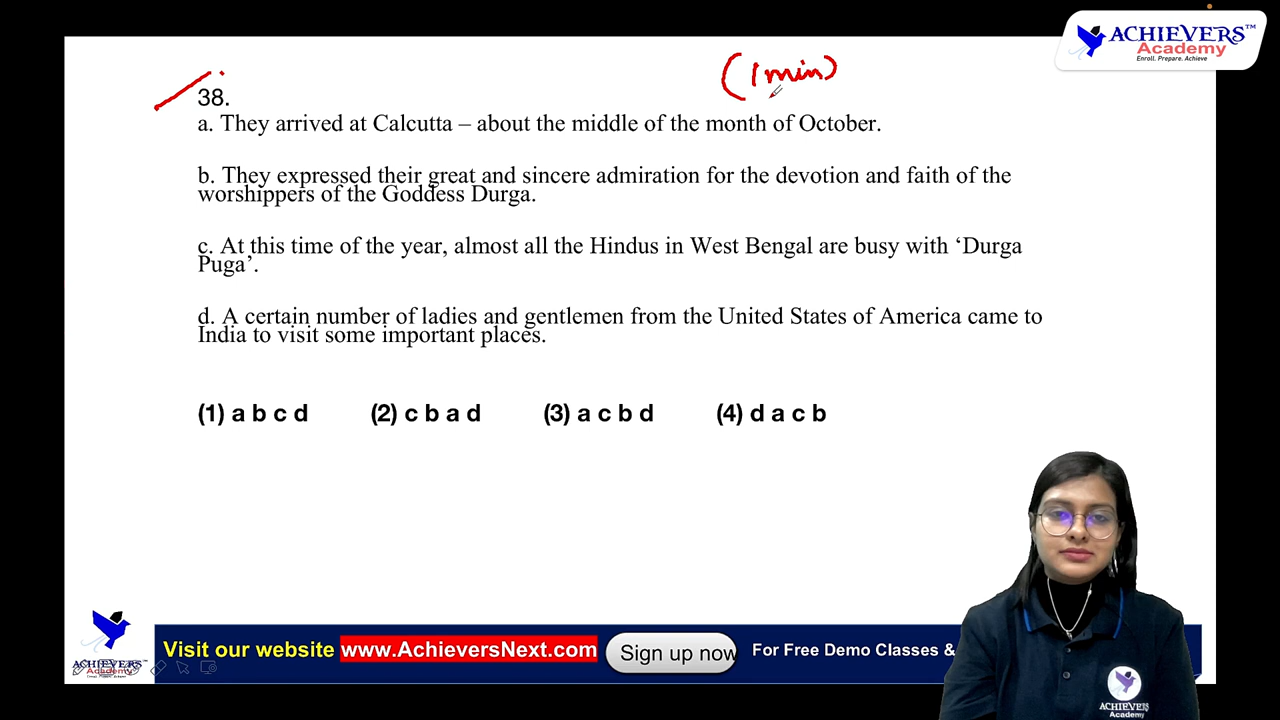 ACHIEVERS™
Academy
Enroll. Prepare. Achieve
(1 min)
38.
a. They arrived at Calcutta – about the middle of the month of October.
b. They expressed their great and sincere admiration for the devotion and faith of the
worshippers of the Goddess Durga.
c. At this time of the year, almost all the Hindus in West Bengal are busy with ‘Durga
Puga’.
d. A certain number of ladies and gentlemen from the United States of America came to
India to visit some important places.
(1) a b c d (2) c b a d (3) a c b d (4) d a c b
Visit our website www.AchieversNext.com Sign up now For Free Demo Classes &
ACHIEVERS
Academy
ACHIEVERS
Academy